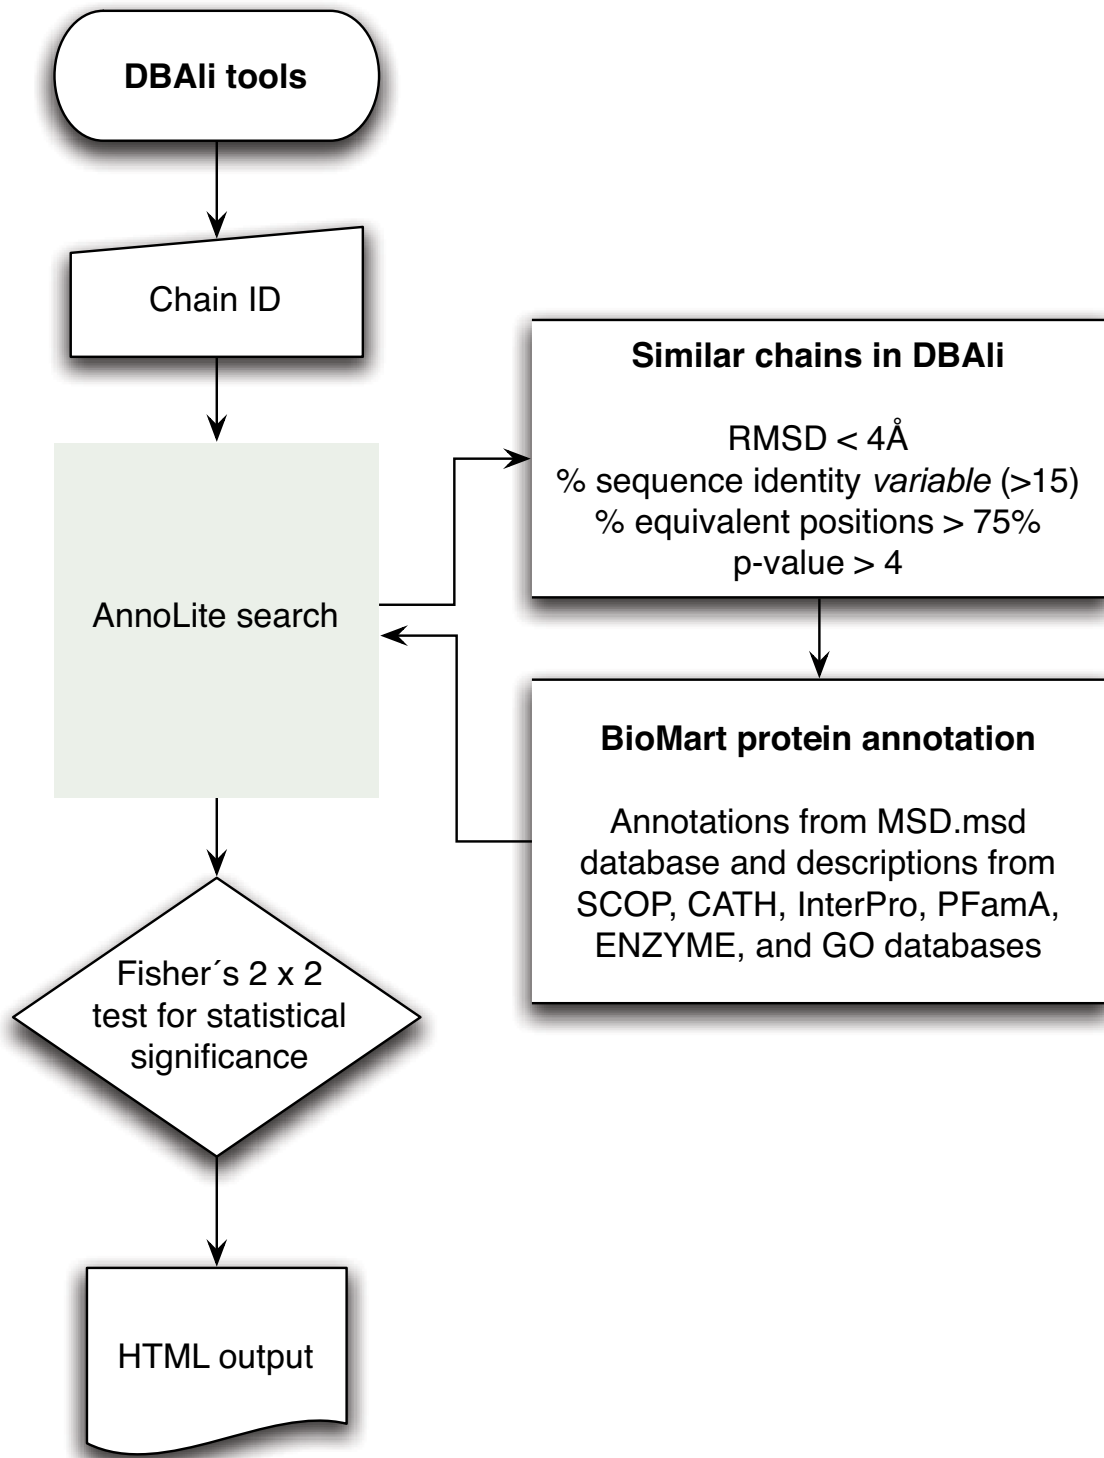 DBAli tools
Chain ID
AnnoLite search
Similar chains in DBAli
RMSD < 4Å
% sequence identity variable (>15)
% equivalent positions > 75%
p-value > 4
BioMart protein annotation
Annotations from MSD.msd
database and descriptions from
SCOP, CATH, InterPro, PFamA,
ENZYME, and GO databases
Fisher´s 2 x 2
test for statistical
significance
HTML output